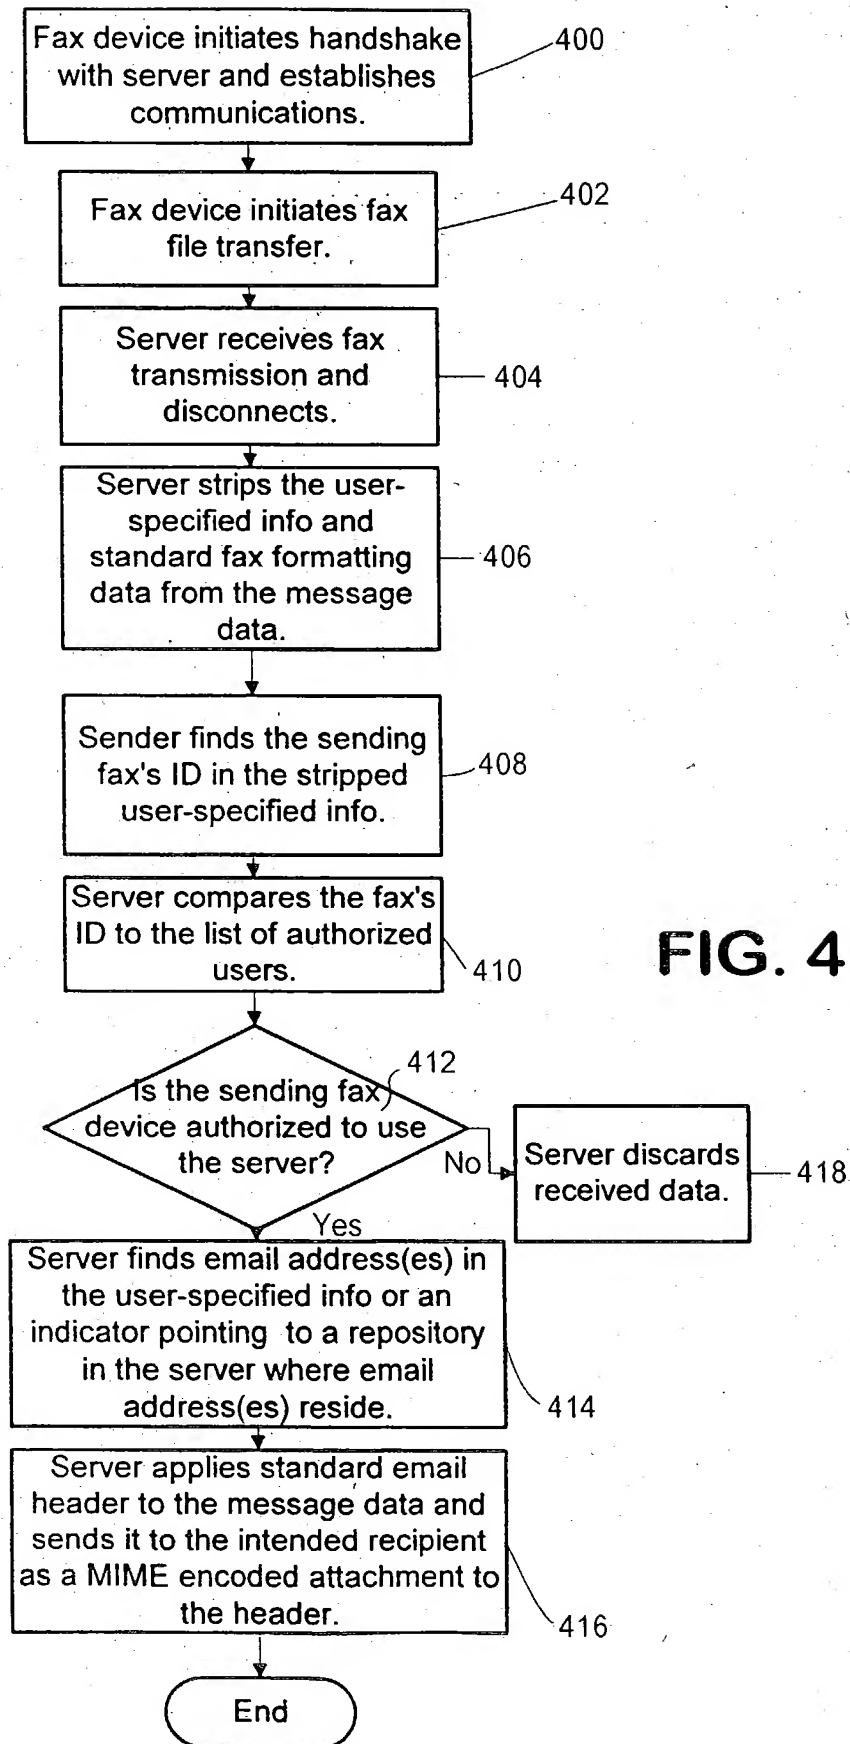 Fax device initiates handshake
with server and establishes
communications.
400
Fax device initiates fax
file transfer.
402
Server receives fax
transmission and
disconnects.
404
Server strips the user-
specified info and
standard fax formatting
data from the message
data.
406
Sender finds the sending
fax's ID in the stripped
user-specified info.
408
Server compares the fax's
ID to the list of authorized
users.
410
FIG. 4
412
Is the sending fax
device authorized to use
the server?
No
Server discards
received data.
418
Yes
Server finds email address(es) in
the user-specified info or an
indicator pointing to a repository
in the server where email
address(es) reside.
414
Server applies standard email
header to the message data and
sends it to the intended recipient
as a MIME encoded attachment to
the header.
416
End